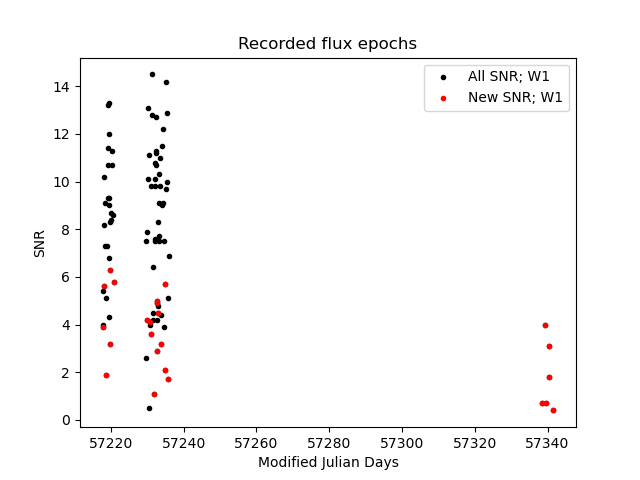 Recorded flux epochs
All SNR; W1
New SNR; W1
SNR
14
12
10
8
6
4
2
0
57220 57240 57260 57280 57300 57320 57340
Modified Julian Days